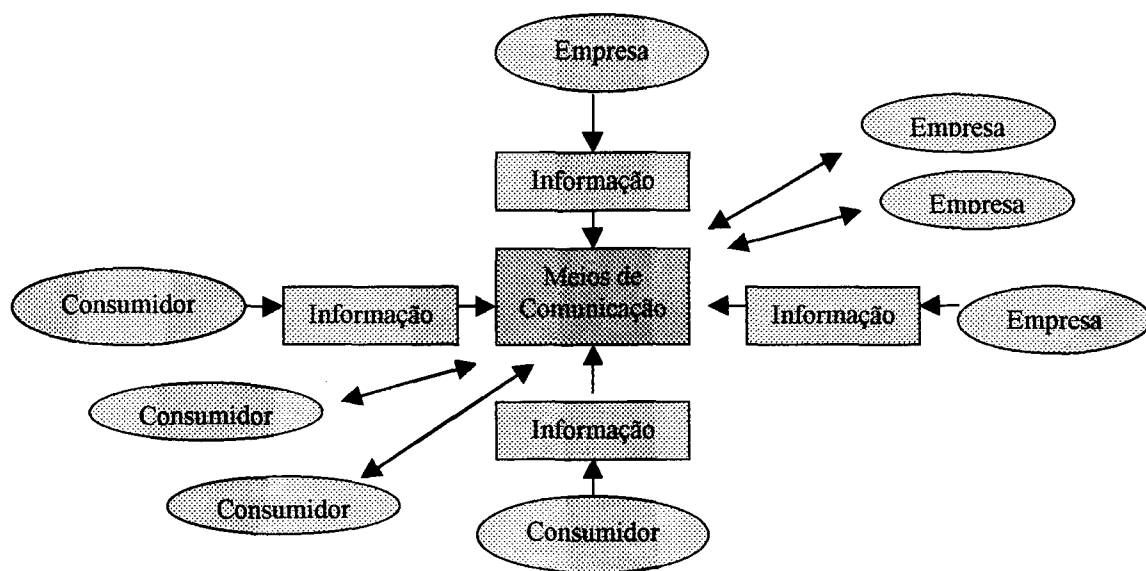 Empresa
Empresa
Informação
Empresa
Meios de
Comunicação
Consumidor
Informação
Informação
Empresa
Consumidor
Informação
Consumidor
Consumidor